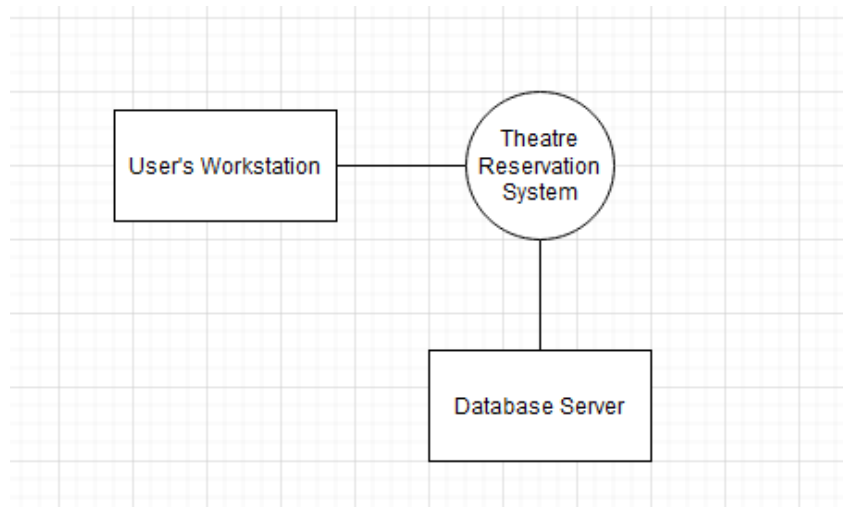 User's Workstation
Theatre
Reservation
System
Database Server